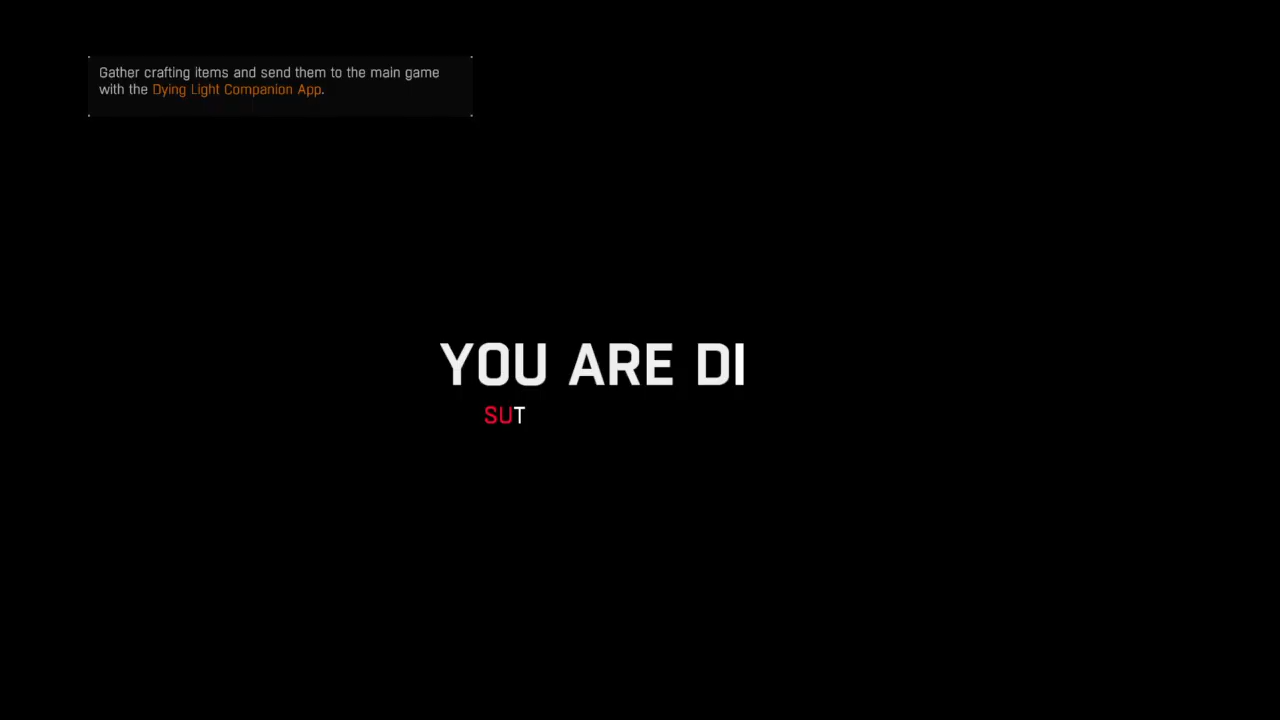 Gather crafting items and send them to the main game
with the Dying Light Companion App.
YOU ARE DI
SUT